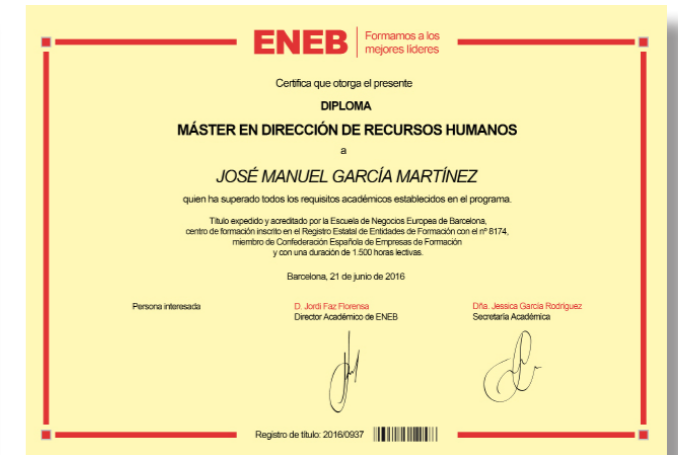 ENEB
Formamos a los
mejores líderes
Certifica que otorga el presente
DIPLOMA
MÁSTER EN DIRECCIÓN DE RECURSOS HUMANOS
a
JOSÉ MANUEL GARCÍA MARTÍNEZ
quien ha superado todos los requisitos académicos establecidos en el programa.
Título expedido y acreditado por la Escuela de Negocios Europea de Barcelona,
centro de formación inscrito en el Registro Estatal de Entidades de Formación con el nº 8174,
miembro de Confederación Española de Empresas de Formación
y con una duración de 1.500 horas lectivas.
Barcelona, 21 de junio de 2016
Persona interesada
D. Jordi Faz Florensa
Director Académico de ENEB
Dña. Jessica García Rodríguez
Secretaría Académica
Registro de título: 2016/0937